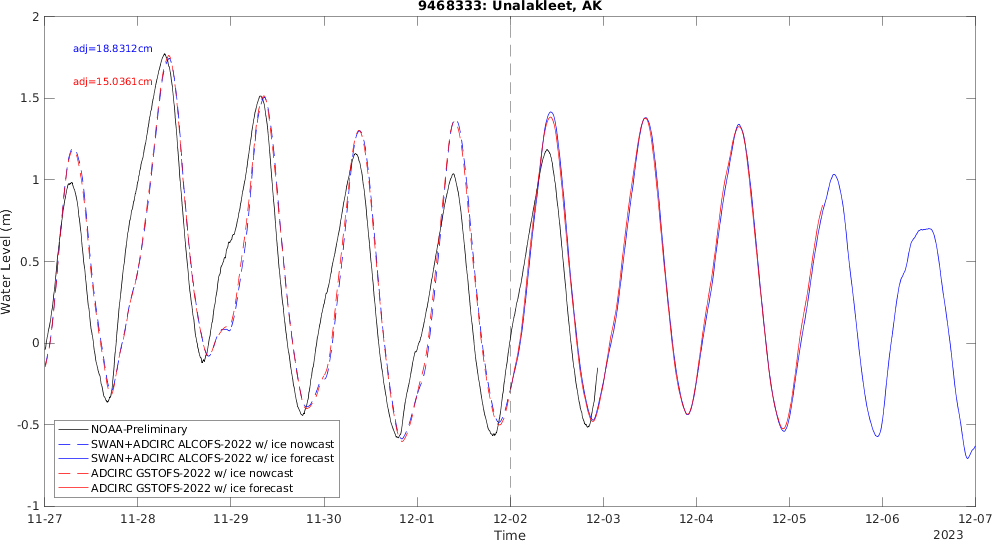 9468333: Unalakleet, AK
adj=18.8312cm
adj=15.0361cm
Water Level (m)
2
1.5
1
0.5
0
-0.5
-1
NOAA-Preliminary
SWAN+ADCIRC ALCOFS-2022 w/ ice nowcast
SWAN+ADCIRC ALCOFS-2022 w/ ice forecast
ADCIRC GSTOFS-2022 w/ ice nowcast
ADCIRC GSTOFS-2022 w/ ice forecast
11-27 11-28 11-29 11-30 12-01 12-02 12-03 12-04 12-05 12-06 12-07
Time
2023